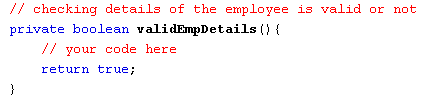 // checking details of the employee is valid or not
private boolean validEmpDetails(){
// your code here
return true;
}